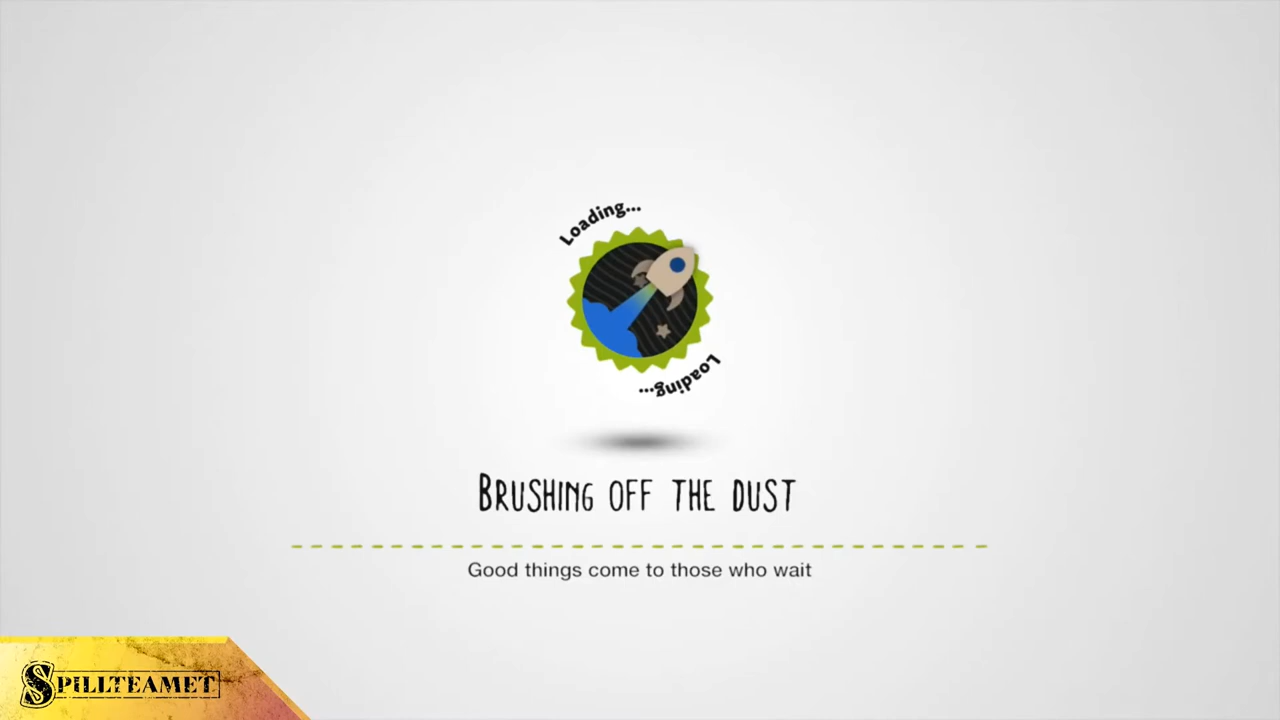 Loading...
Loading...
Brushing off the dust
Good things come to those who wait
SPILLTEAMET